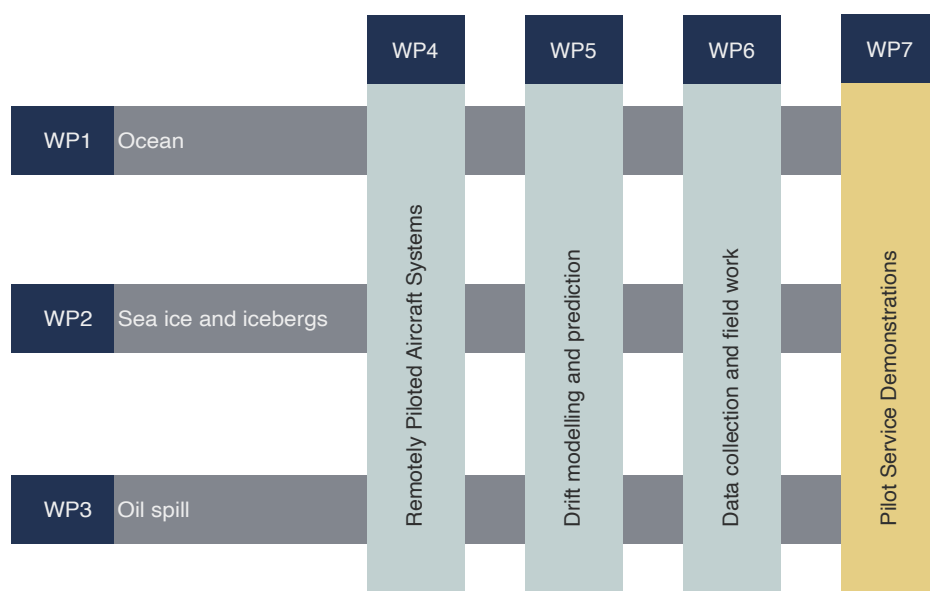 WP4
WP5
WP6
WP7
WP1
Ocean
WP2
Sea ice and icebergs
WP3
Oil spill
Remotely Piloted Aircraft Systems
Drift modelling and prediction
Data collection and field work
Pilot Service Demonstrations